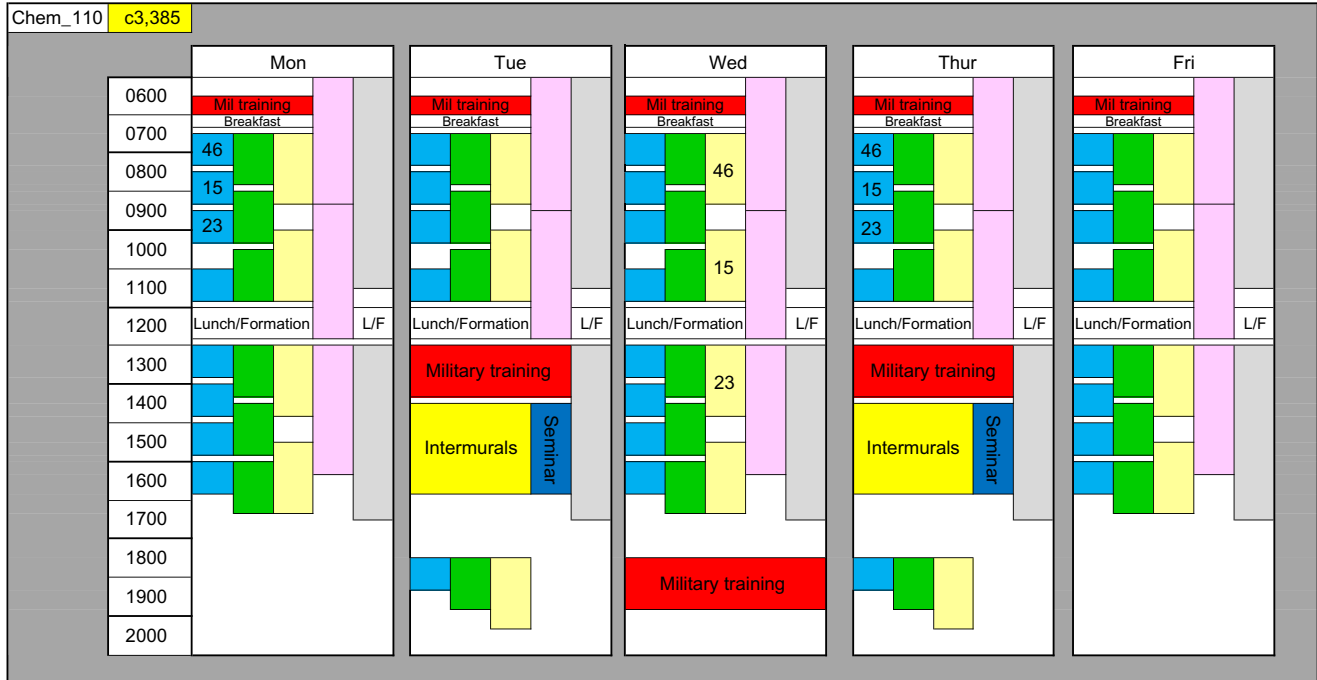 Chem_110 c3,385
Mon Tue Wed Thur Fri
0600
Mil training Mil training Mil training Mil training Mil training
Breakfast Breakfast Breakfast Breakfast Breakfast
0700
46 46
0800 46
15 15
0900
23 23
1000
15
1100
1200 Lunch/Formation L/F Lunch/Formation L/F Lunch/Formation L/F Lunch/Formation L/F Lunch/Formation L/F
1300 Military training Military training
23
1400
1500 Intermurals Seminar Intermurals Seminar
1600
1700
1800
Military training
1900
2000